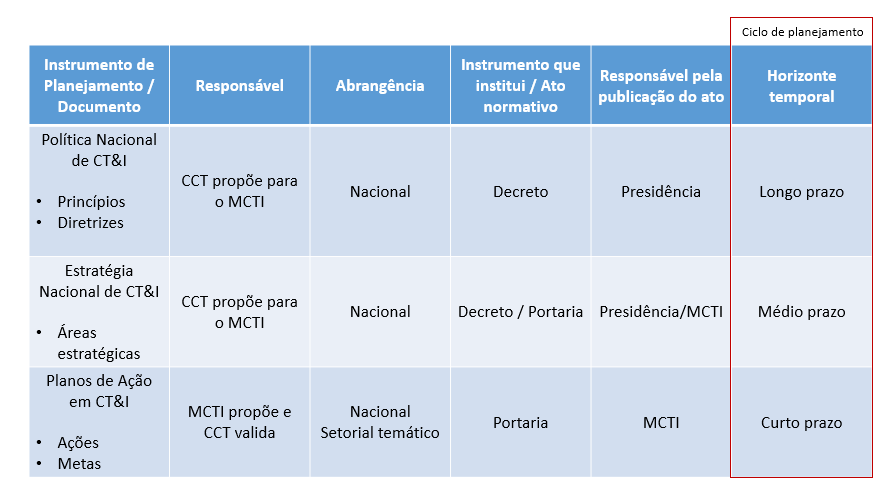 Ciclo de planejamento
Instrumento de
Planejamento /
Documento
Responsável
Abrangência
Instrumento que
institui / Ato
normativo
Responsável pela
publicação do ato
Horizonte
temporal
Política Nacional
de CT&I
• Princípios
• Diretrizes
CCT propõe para
o MCTI
Nacional
Decreto
Presidência
Longo prazo
Estratégia
Nacional de CT&I
• Áreas
estratégicas
CCT propõe para
o MCTI
Nacional
Decreto / Portaria
Presidência/MCTI
Médio prazo
Planos de Ação
em CT&I
• Ações
• Metas
MCTI propõe e
CCT valida
Nacional
Setorial temático
Portaria
MCTI
Curto prazo